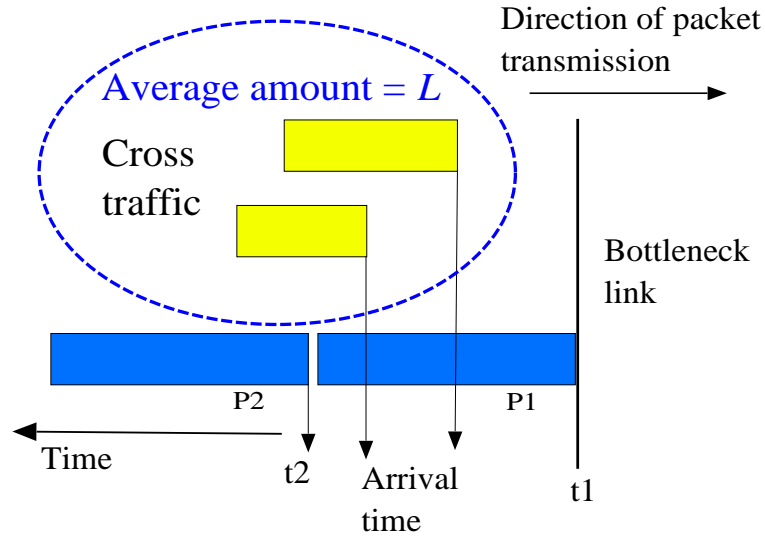 Direction of packet
transmission
Average amount = L
Cross
traffic
Bottleneck
link
P2
P1
Time
t2
Arrival
time
t1